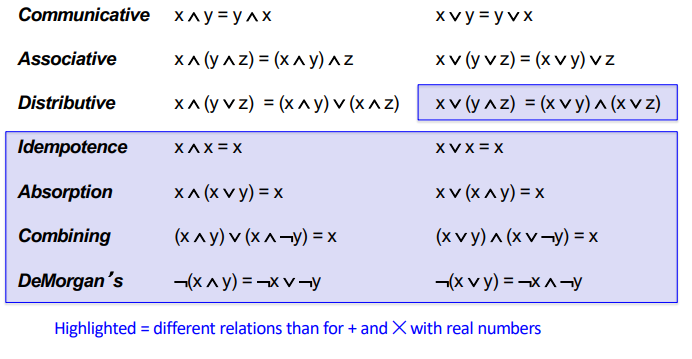 Communicative x ∧ y = y ∧ x x ∨ y = y ∨ x
Associative x ∧ (y ∧ z) = (x ∧ y) ∧ z x ∨ (y ∨ z) = (x ∨ y) ∨ z
Distributive x ∧ (y ∨ z) = (x ∧ y) ∨ (x ∧ z) x ∨ (y ∧ z) = (x ∨ y) ∧ (x ∨ z)
Idempotence x ∧ x = x x ∨ x = x
Absorption x ∧ (x ∨ y) = x x ∨ (x ∧ y) = x
Combining (x ∧ y) ∨ (x ∧ ¬y) = x (x ∨ y) ∧ (x ∨ ¬y) = x
DeMorgan's ¬(x ∧ y) = ¬x ∨ ¬y ¬(x ∨ y) = ¬x ∧ ¬y
Highlighted = different relations than for + and ✕ with real numbers